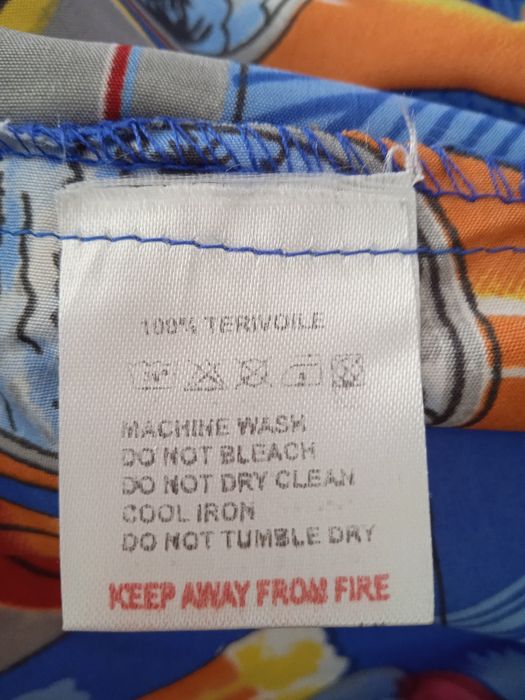 100% TERIVOILE
MACHINE WASH
DO NOT BLEACH
DO NOT DRY CLEAN
COOL IRON
DO NOT TUMBLE DRY
KEEP AWAY FROM FIRE